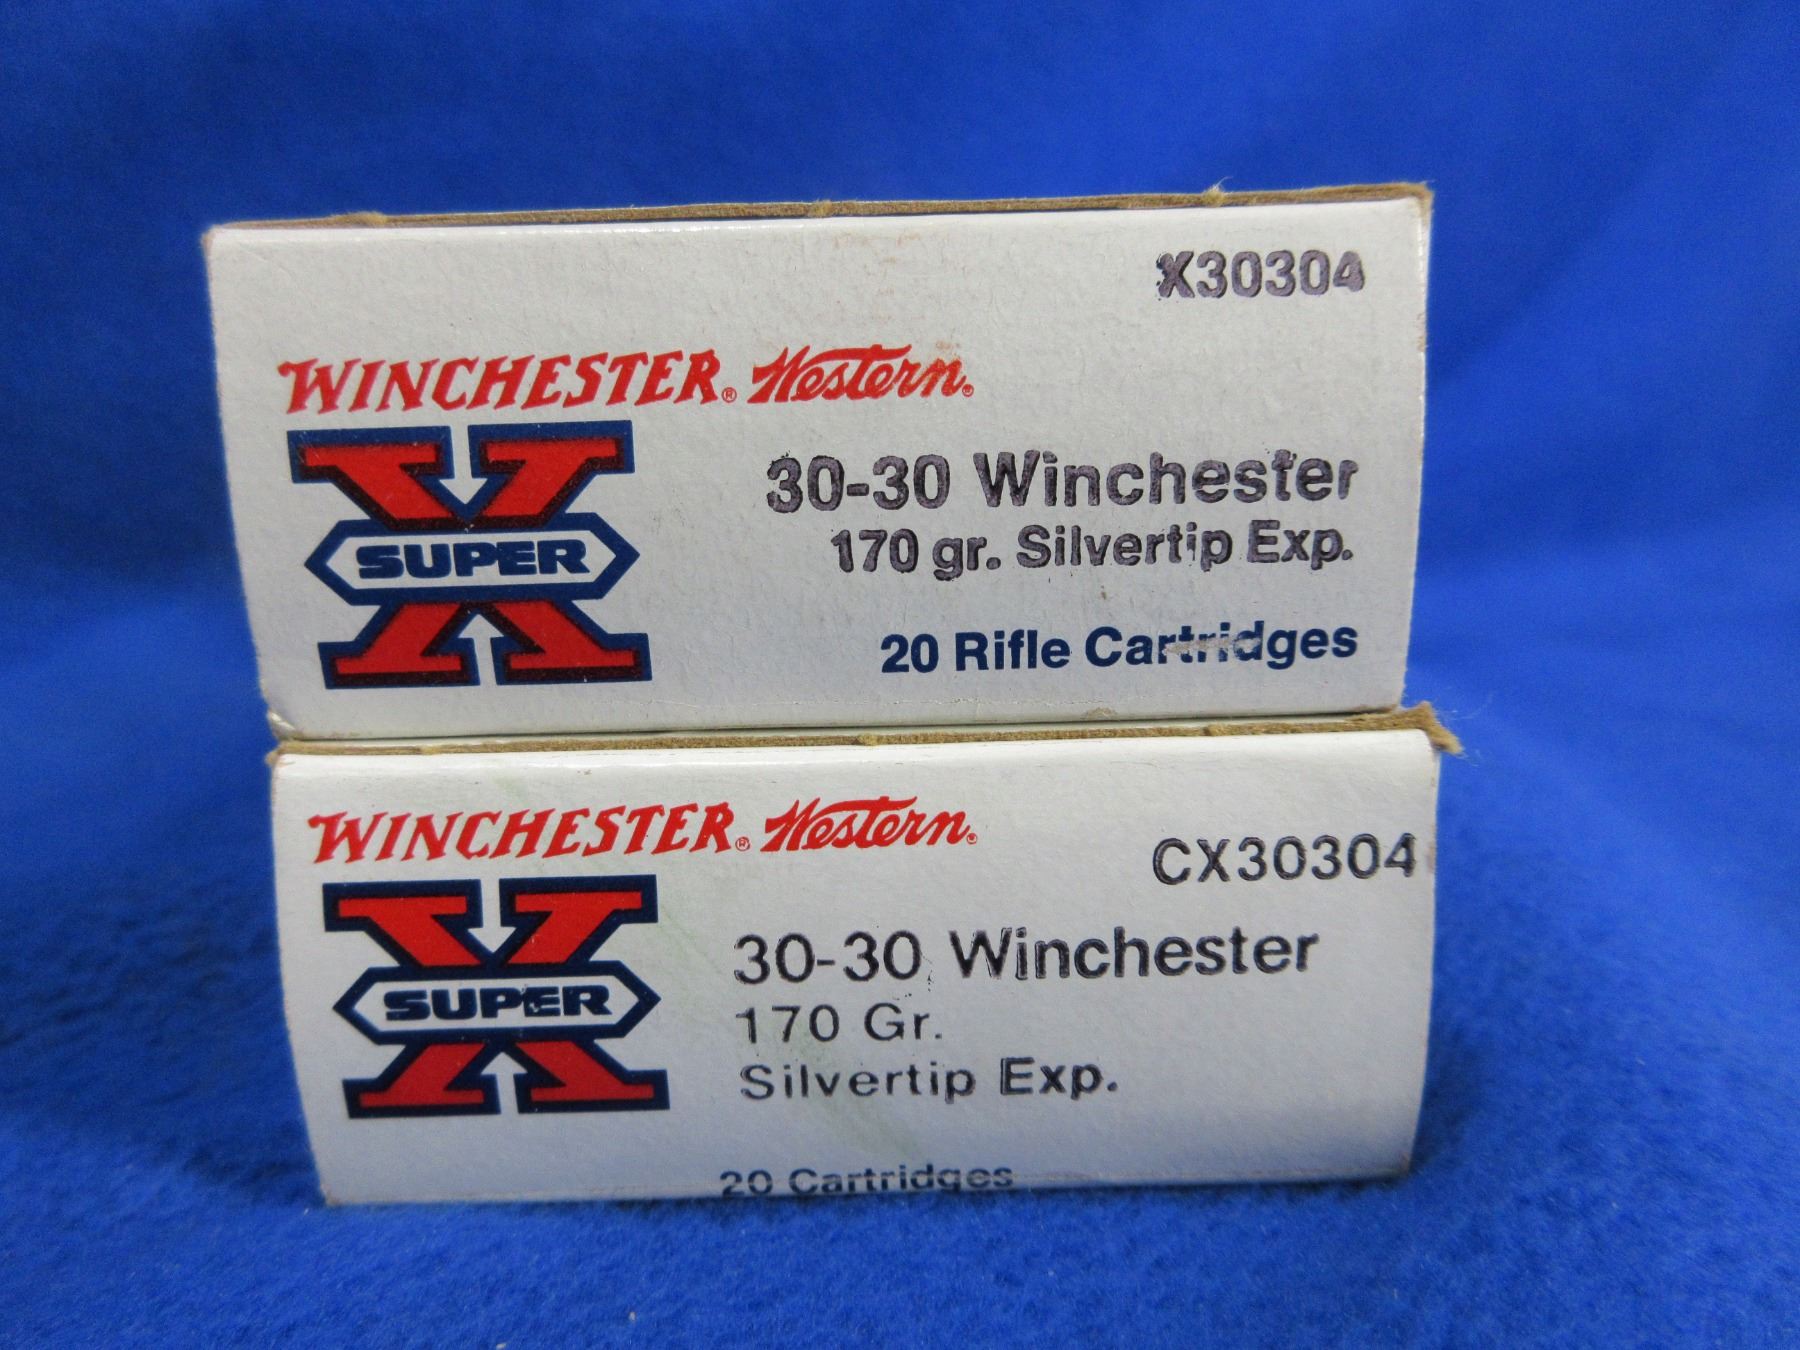 X30304
WINCHESTER® Western®
X
SUPER
30-30 Winchester
170 gr. Silvertip Exp.
20 Rifle Cartridges
WINCHESTER® Western®
CX30304
X
SUPER
30-30 Winchester
170 Gr.
Silvertip Exp.
20 Cartridges